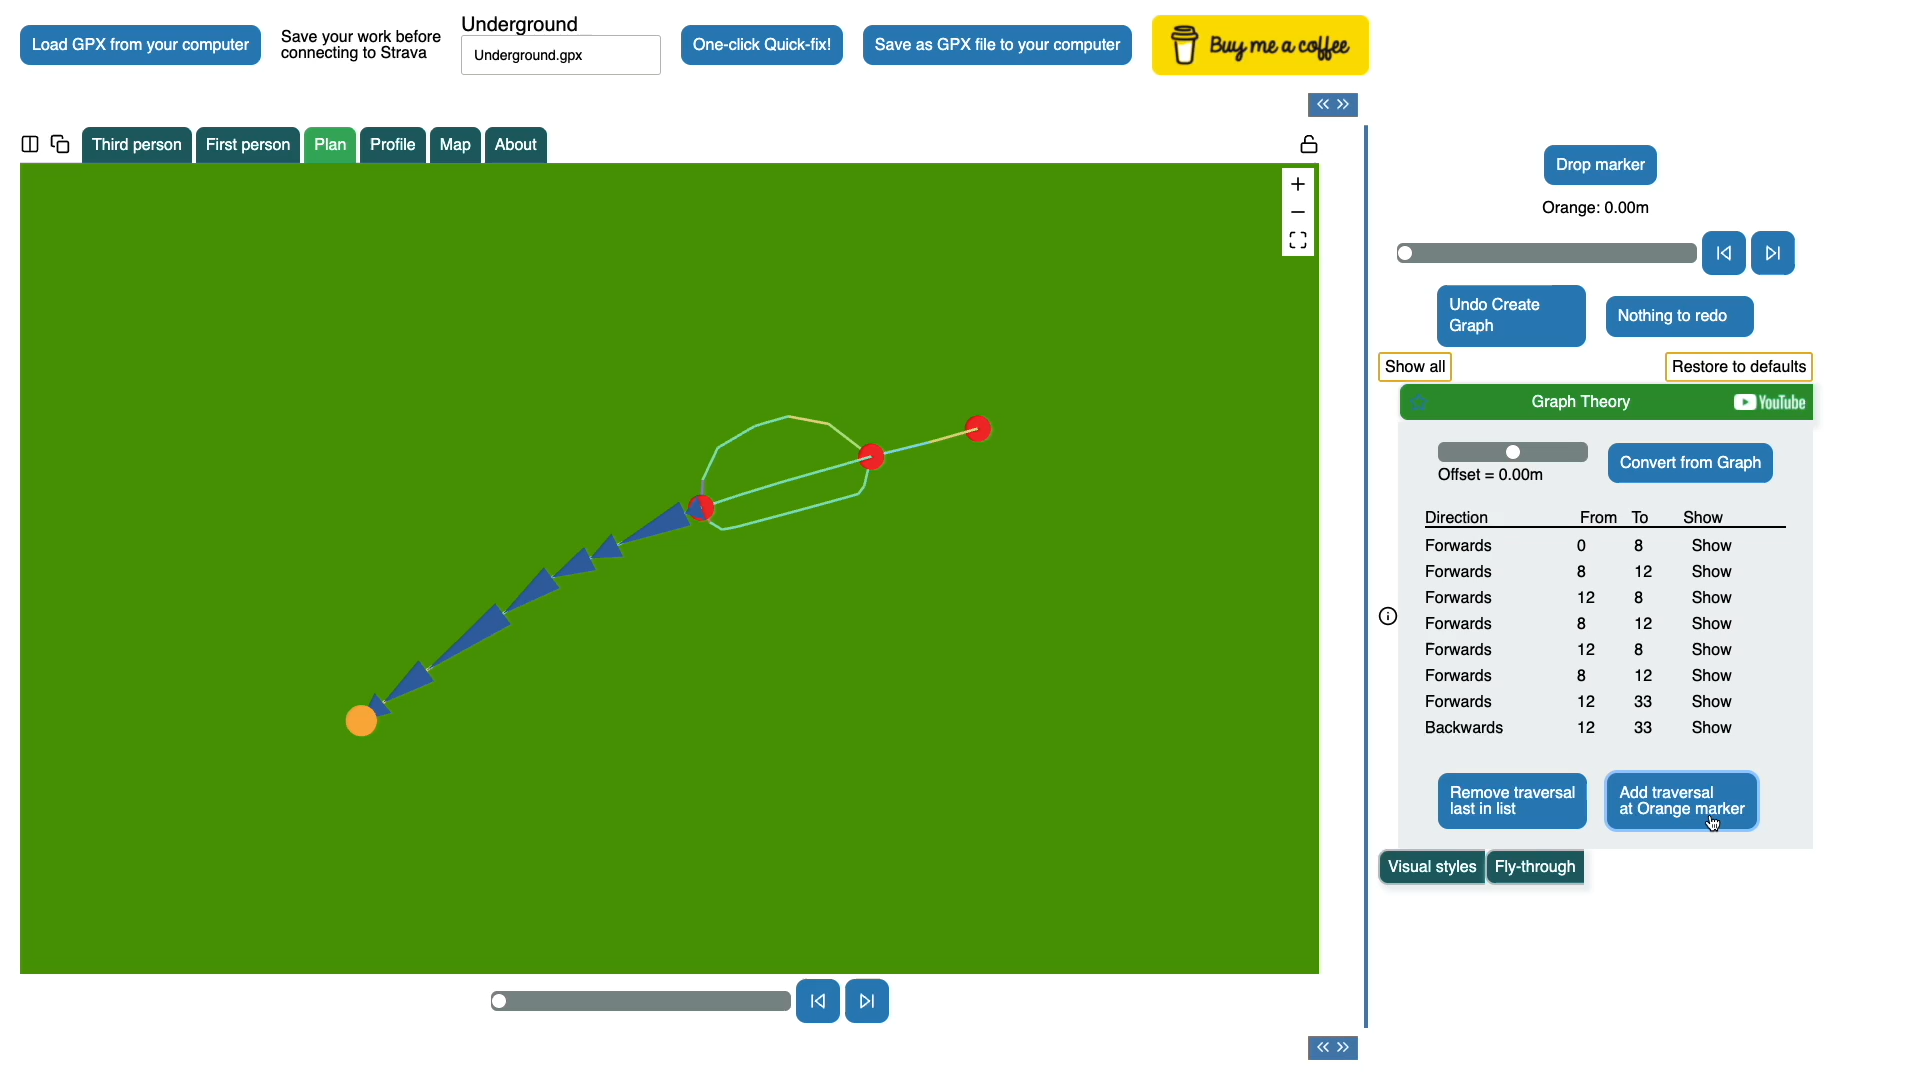 Load GPX from your computer
Save your work before
connecting to Strava
Underground
Underground.gpx
One-click Quick-fix!
Save as GPX file to your computer
Buy me a coffee
Third person
First person
Plan
Profile
Map
About
Drop marker
Orange: 0.00m
Undo Create
Graph
Nothing to redo
Show all
Restore to defaults
Graph Theory
YouTube
Offset = 0.00m
Convert from Graph
Direction From To Show
Forwards 0 8 Show
Forwards 8 12 Show
Forwards 12 8 Show
Forwards 8 12 Show
Forwards 12 8 Show
Forwards 8 12 Show
Forwards 12 33 Show
Backwards 12 33 Show
Remove traversal
last in list
Add traversal
at Orange marker
Visual styles
Fly-through